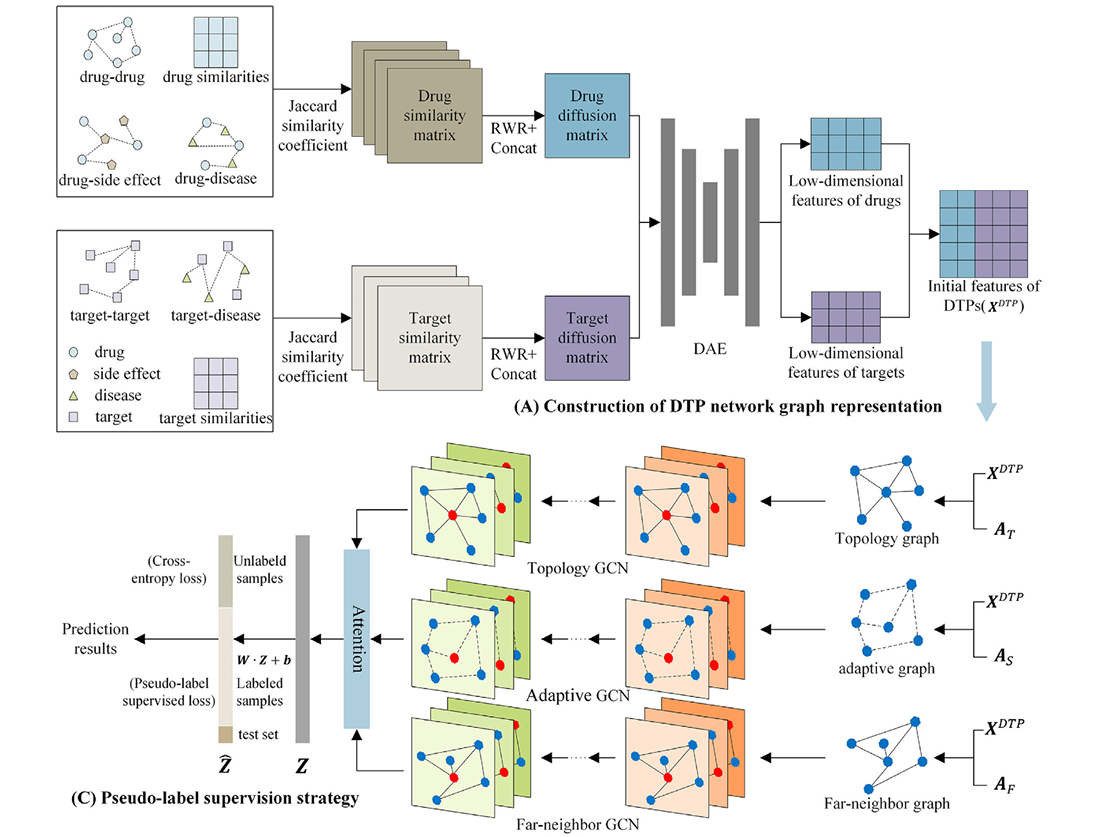 drug-drug
drug similarities
drug-side effect
drug-disease
Jaccard
similarity
coefficient
Drug
similarity
matrix
RWR+
Concat
Drug
diffusion
matrix
target-target
target-disease
drug
side effect
disease
target
target similarities
Jaccard
similarity
coefficient
Target
similarity
matrix
RWR+
Concat
Target
diffusion
matrix
DAE
Low-dimensional
features of drugs
Low-dimensional
features of targets
Initial features of
DTPs(X^DTP)
(A) Construction of DTP network graph representation
X^DTP
A_T
Topology graph
Topology GCN
X^DTP
A_S
adaptive graph
Adaptive GCN
X^DTP
A_F
Far-neighbor graph
Far-neighbor GCN
Attention
Z
(Cross-
entropy loss)
Unlabeld
samples
W · Z + b
(Pseudo-label
supervised loss)
Labeled
samples
test set
Ẑ
Prediction
results
(C) Pseudo-label supervision strategy